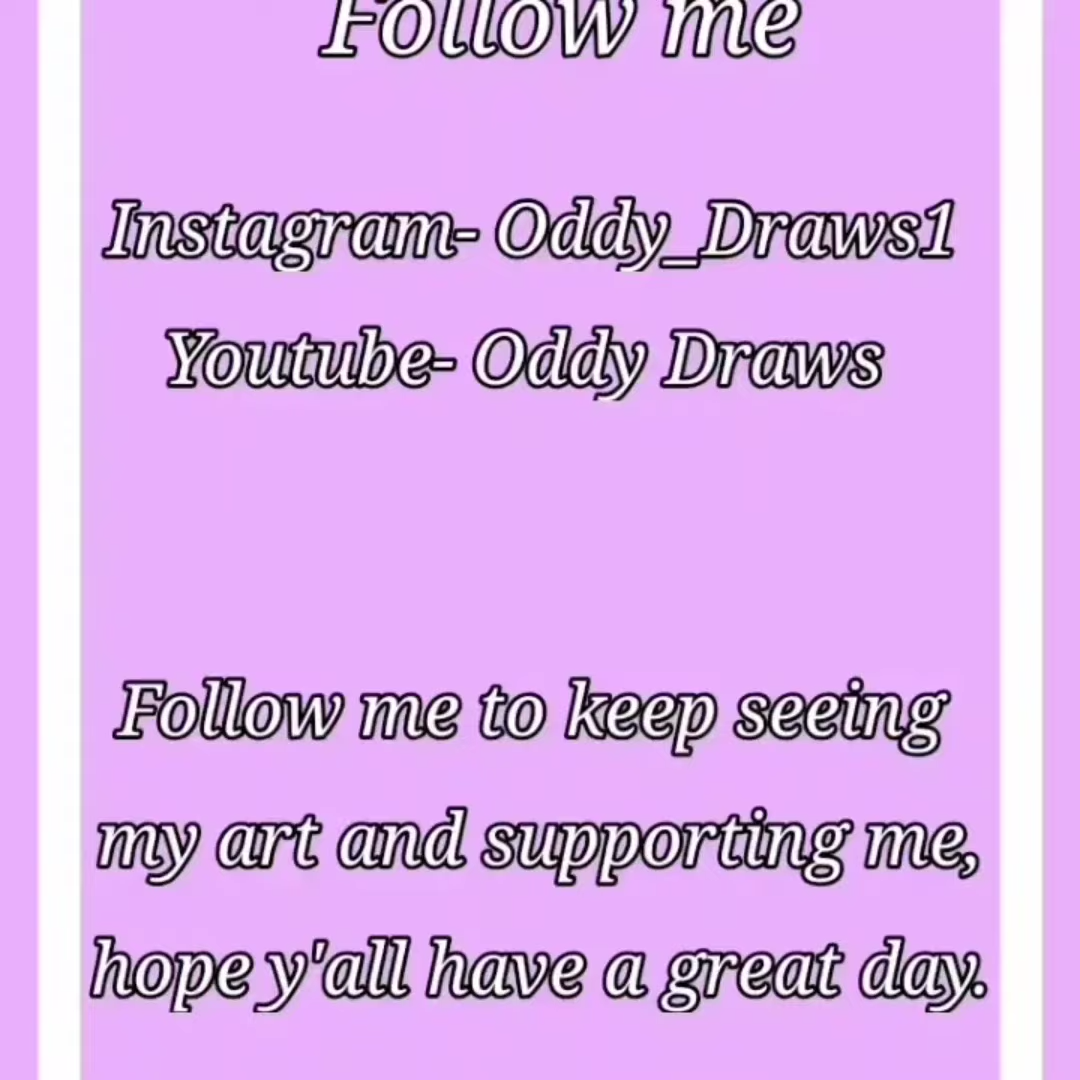 Follow me
Instagram- Oddy_Draws1
Youtube- Oddy Draws
Follow me to keep seeing
my art and supporting me,
hope y'all have a great day.